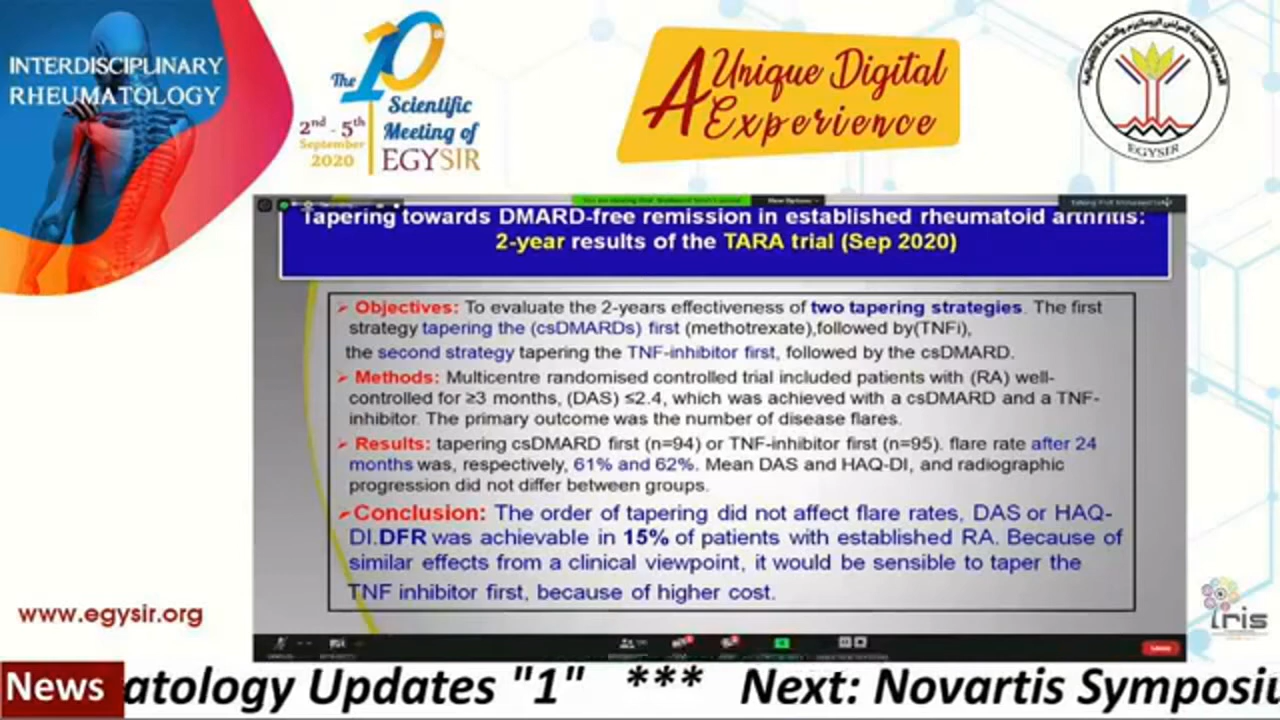 INTERDISCIPLINARY
RHEUMATOLOGY
The 10th
Scientific
Meeting of
EGYSIR
2nd - 5th
September
2020
A Unique Digital
Experience
EGYSIR
View Options
Tapering towards DMARD-free remission in established rheumatoid arthritis:
2-year results of the TARA trial (Sep 2020)
➢ Objectives: To evaluate the 2-years effectiveness of two tapering strategies. The first
strategy tapering the (csDMARDs) first (methotrexate),followed by(TNFi),
the second strategy tapering the TNF-inhibitor first, followed by the csDMARD.
➢ Methods: Multicentre randomised controlled trial included patients with (RA) well-
controlled for ≥3 months, (DAS) ≤2.4, which was achieved with a csDMARD and a TNF-
inhibitor. The primary outcome was the number of disease flares.
➢ Results: tapering csDMARD first (n=94) or TNF-inhibitor first (n=95). flare rate after 24
months was, respectively, 61% and 62%. Mean DAS and HAQ-DI, and radiographic
progression did not differ between groups.
➢Conclusion: The order of tapering did not affect flare rates, DAS or HAQ-
DI.DFR was achievable in 15% of patients with established RA. Because of
similar effects from a clinical viewpoint, it would be sensible to taper the
TNF inhibitor first, because of higher cost.
www.egysir.org
iris
News
atology Updates "1" *** Next: Novartis Symposiu